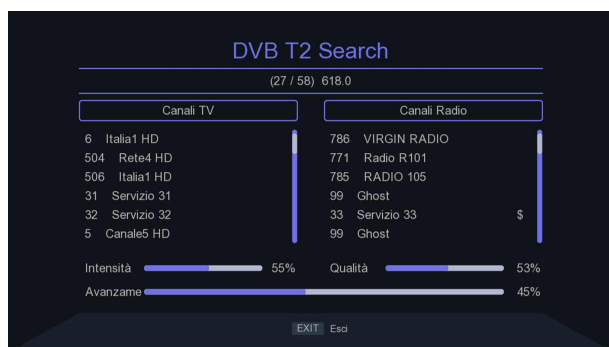 DVB T2 Search
(27 / 58) 618.0
Canali TV
6 Italia1 HD
504 Rete4 HD
506 Italia1 HD
31 Servizio 31
32 Servizio 32
5 Canale5 HD
Canali Radio
786 VIRGIN RADIO
771 Radio R101
785 RADIO 105
99 Ghost
33 Servizio 33 $
99 Ghost
Intensità 55%
Qualità 53%
Avanzame 45%
EXIT Esci